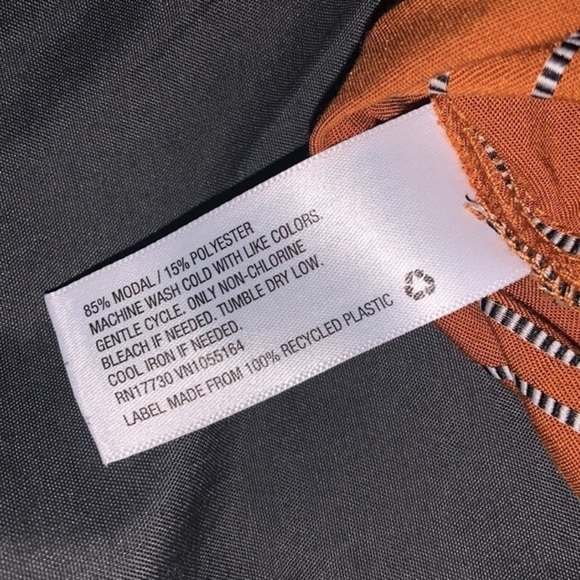 85% MODAL / 15% POLYESTER
MACHINE WASH COLD WITH LIKE COLORS.
GENTLE CYCLE. ONLY NON-CHLORINE
BLEACH IF NEEDED. TUMBLE DRY LOW.
COOL IRON IF NEEDED.
RN17730 VN1055164
LABEL MADE FROM 100% RECYCLED PLASTIC